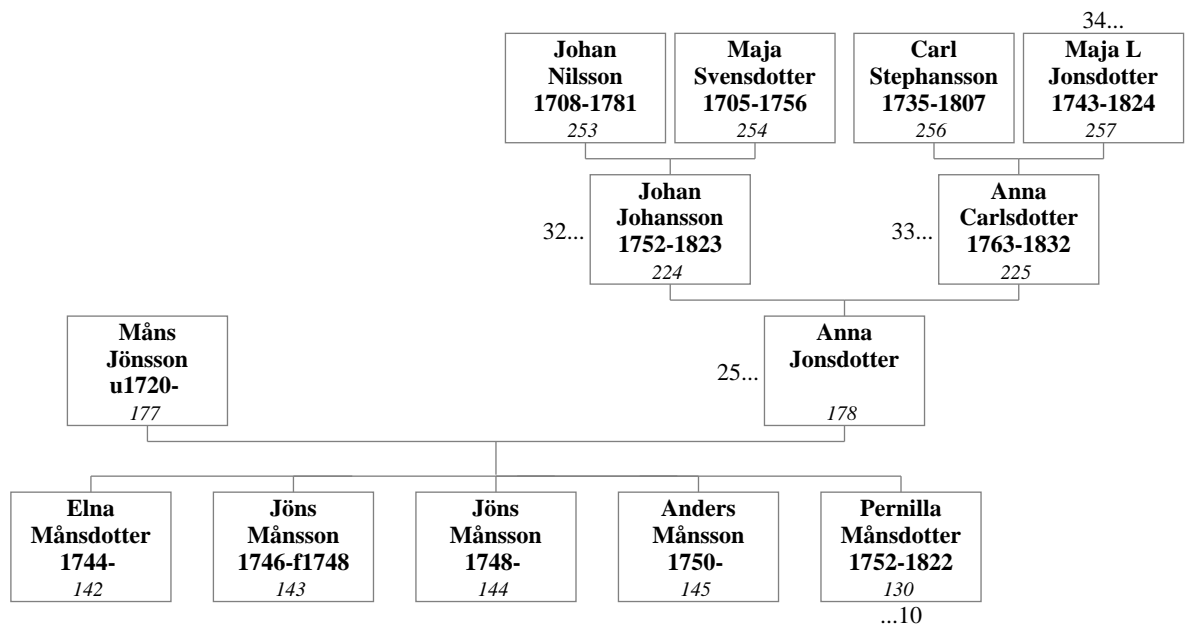 34...
Johan
Nilsson
1708-1781
253
Maja
Svensdotter
1705-1756
254
Carl
Stephansson
1735-1807
256
Maja L
Jonsdotter
1743-1824
257
32...
Johan
Johansson
1752-1823
224
33...
Anna
Carlsdotter
1763-1832
225
Måns
Jönsson
u1720-
177
25...
Anna
Jonsdotter
178
Elna
Månsdotter
1744-
142
Jöns
Månsson
1746-f1748
143
Jöns
Månsson
1748-
144
Anders
Månsson
1750-
145
Pernilla
Månsdotter
1752-1822
130
...10